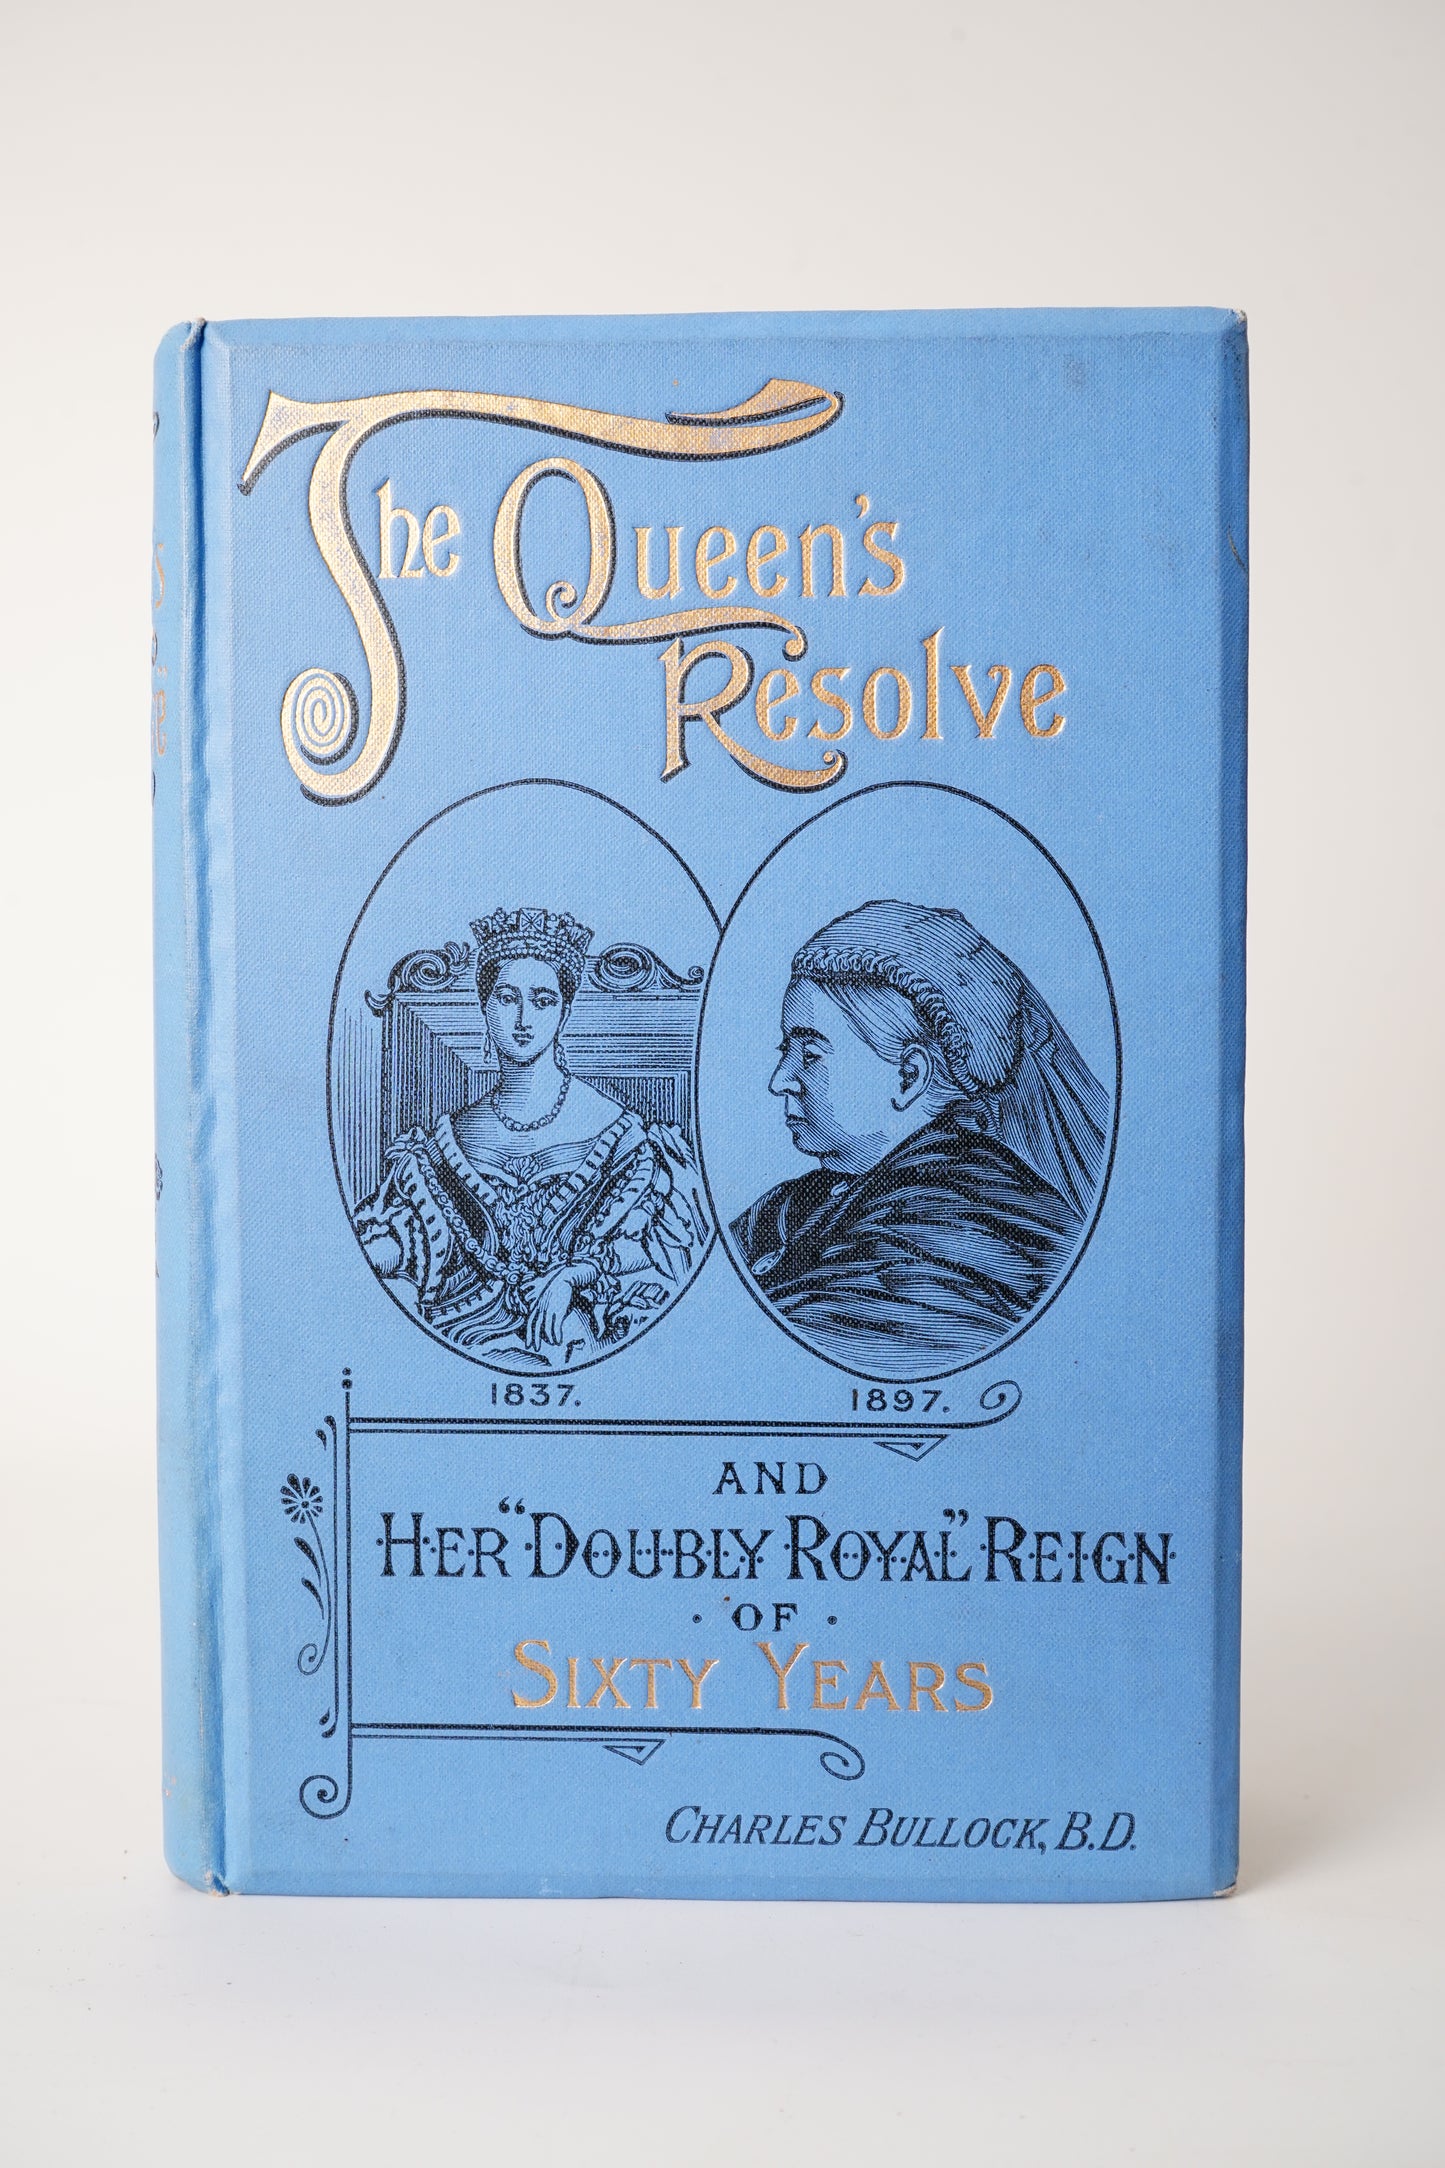 The Queen's
Resolve
1837.
1897.
AND
HER "DOUBLY ROYAL" REIGN
· OF ·
SIXTY YEARS
CHARLES BULLOCK, B.D.